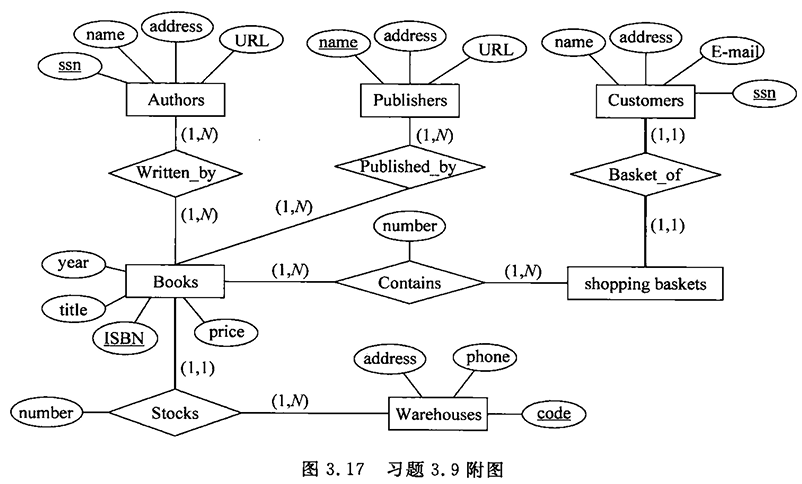 name
address
URL
ssn
Authors
name
address
URL
Publishers
name
address
E-mail
ssn
Customers
(1,N)
(1,N)
(1,1)
Written_by
Published_by
Basket_of
(1,N)
(1,N)
(1,1)
number
year
Books
(1,N)
Contains
(1,N)
shopping baskets
title
ISBN
price
(1,1)
address
phone
number
Stocks
(1,N)
Warehouses
code
图 3.17 习题 3.9 附图